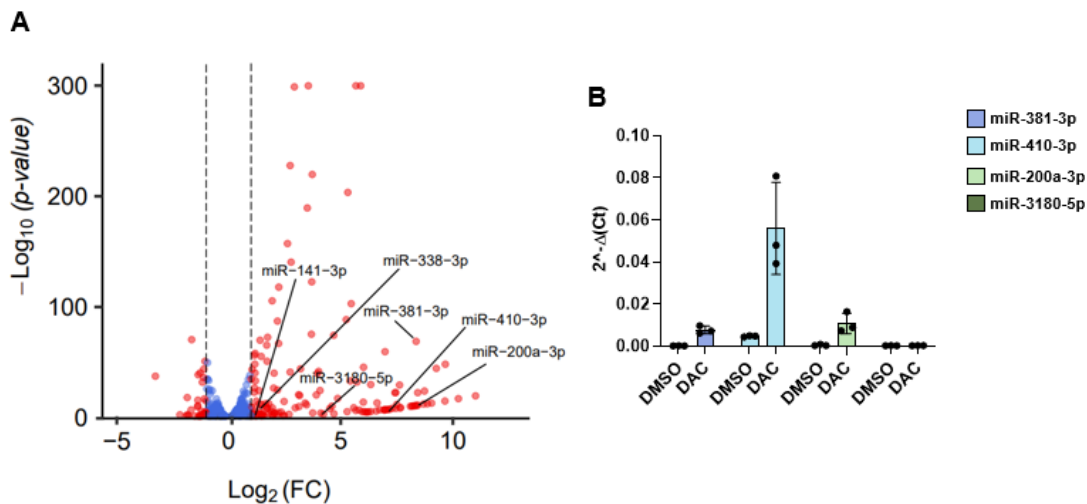 A
−Log₁₀ (p-value)
300
200
100
0
miR−141−3p
miR−338−3p
miR−381−3p
miR−410−3p
miR−200a−3p
miR−3180−5p
−5
0
5
10
Log₂ (FC)
B
2^-Δ(Ct)
0.10
0.08
0.06
0.04
0.02
0.00
DMSO
DAC
DMSO
DAC
DMSO
DAC
DMSO
DAC
miR-381-3p
miR-410-3p
miR-200a-3p
miR-3180-5p